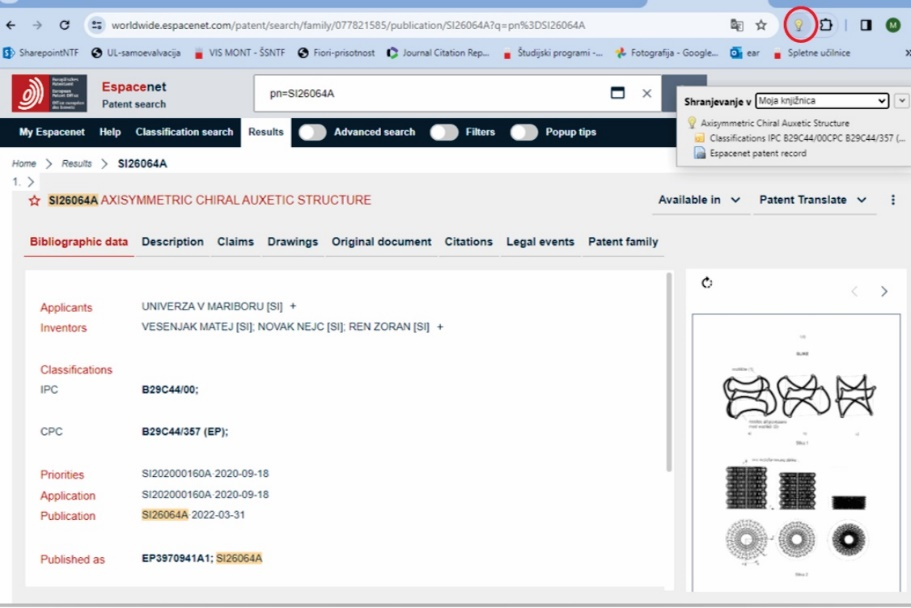 worldwide.espacenet.com/patent/search/family/077821585/publication/SI26064A?q=pn%3DSI26064A
SharepointNTF UL-samoevalvacija VIS MONT - ŠSNTF Fiori-prisotnost Journal Citation Rep... Študijski programi -... Fotografija - Google... ear Spletne učilnice
Espacenet
Patent search
pn=SI26064A
Shranjevanje v Moja knjižnica
Axisymmetric Chiral Auxetic Structure
Classifications IPC B29C44/00CPC B29C44/357 (...
Espacenet patent record
My Espacenet Help Classification search Results Advanced search Filters Popup tips
Home > Results > SI26064A
1. >
SI26064A AXISYMMETRIC CHIRAL AUXETIC STRUCTURE
Available in Patent Translate
Bibliographic data Description Claims Drawings Original document Citations Legal events Patent family
Applicants UNIVERZA V MARIBORU [SI] +
Inventors VESENJAK MATEJ [SI]; NOVAK NEJC [SI]; REN ZORAN [SI] +
Classifications
IPC B29C44/00;
CPC B29C44/357 (EP);
Priorities SI202000160A·2020-09-18
Application SI202000160A·2020-09-18
Publication SI26064A·2022-03-31
Published as EP3970941A1; SI26064A